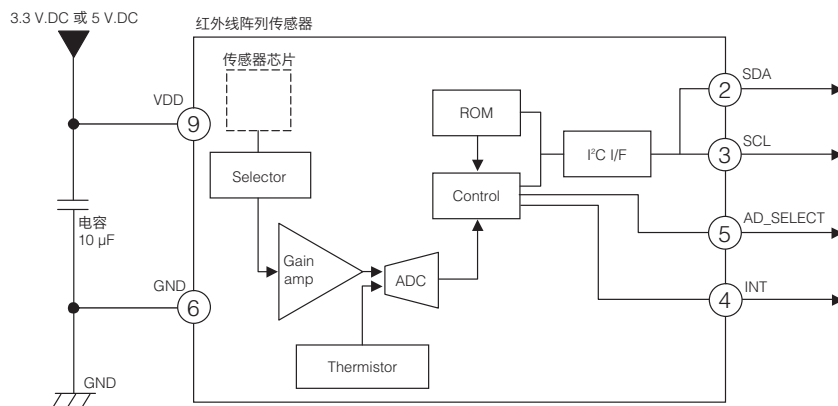 3.3 V.DC 或 5 V.DC
红外线阵列传感器
传感器芯片
VDD
9
SDA
2
ROM
I²C I/F
SCL
3
Selector
Control
电容
10 µF
AD_SELECT
5
Gain
amp
ADC
GND
6
INT
4
Thermistor
GND